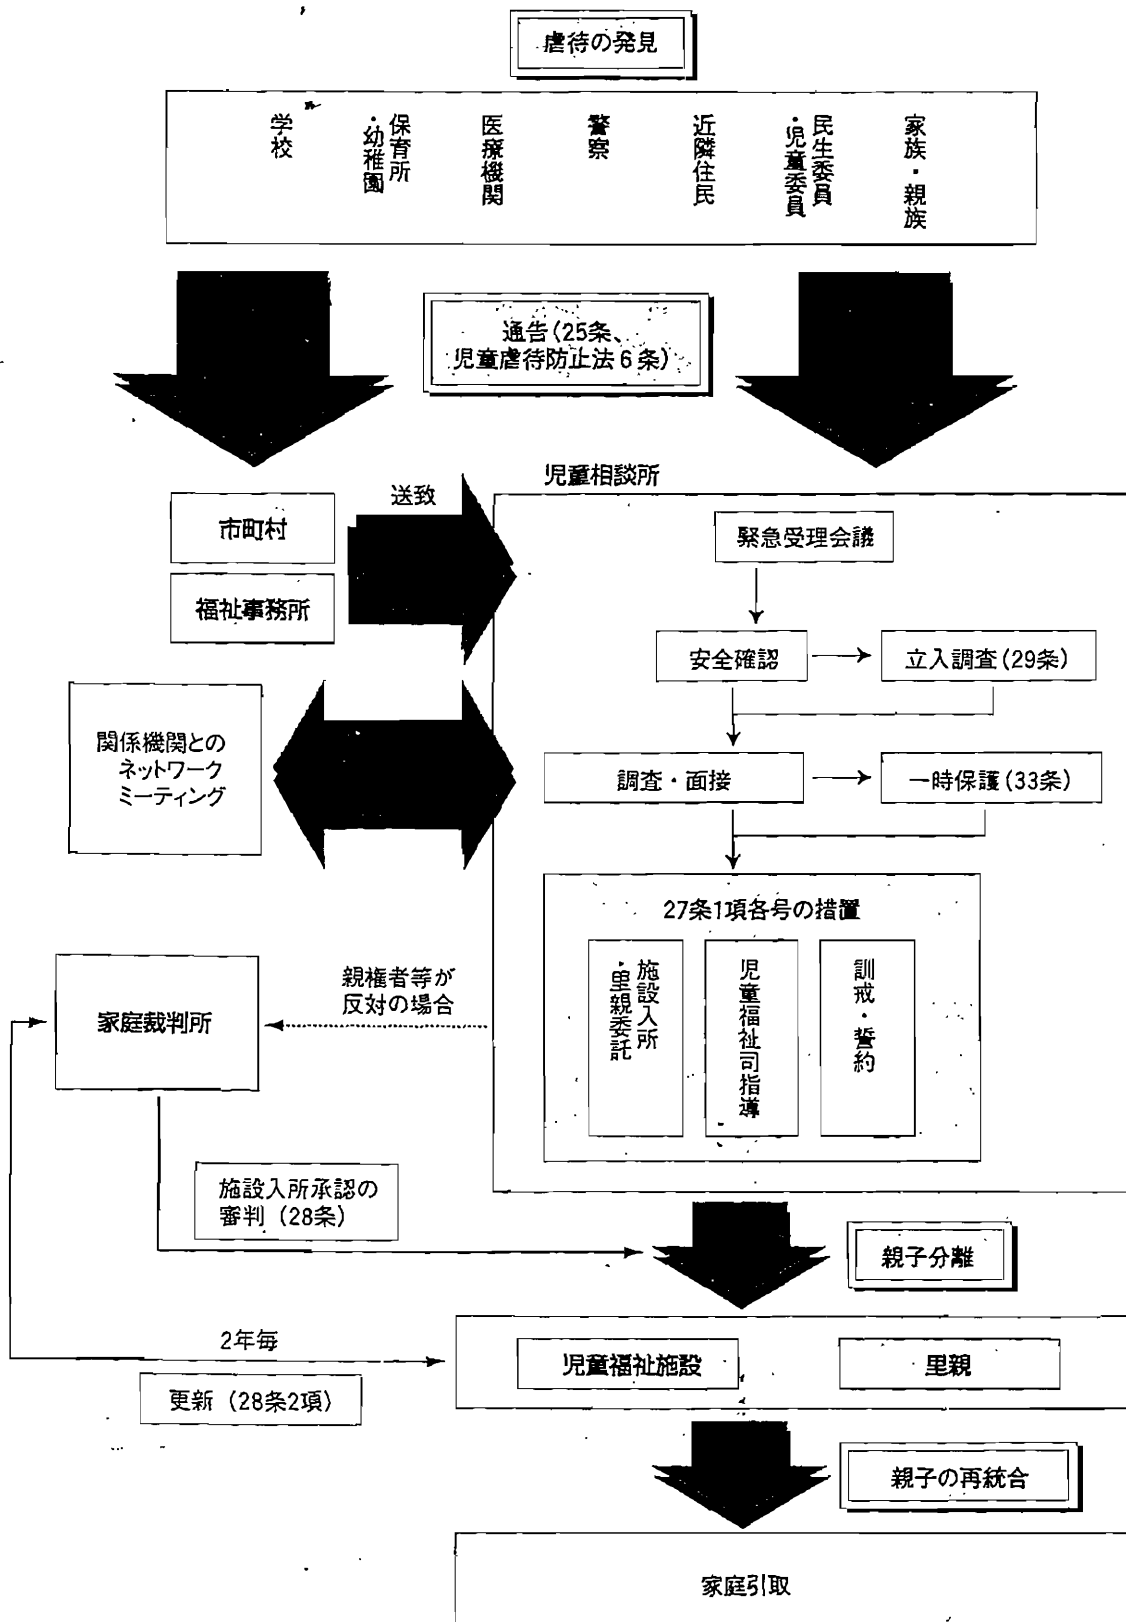 虐待の発見
家族・親族
民生委員
・児童委員
近隣住民
警察
医療機関
保育所
・幼稚園
学校
通告(25条、
児童虐待防止法6条)
児童相談所
送致
市町村
福祉事務所
緊急受理会議
安全確認
立入調査(29条)
関係機関との
ネットワーク
ミーティング
調査・面接
一時保護(33条)
27条1項各号の措置
訓戒・誓約
児童福祉司指導
施設入所
・里親委託
親権者等が
反対の場合
家庭裁判所
施設入所承認の
審判(28条)
親子分離
2年毎
更新(28条2項)
児童福祉施設
里親
親子の再統合
家庭引取